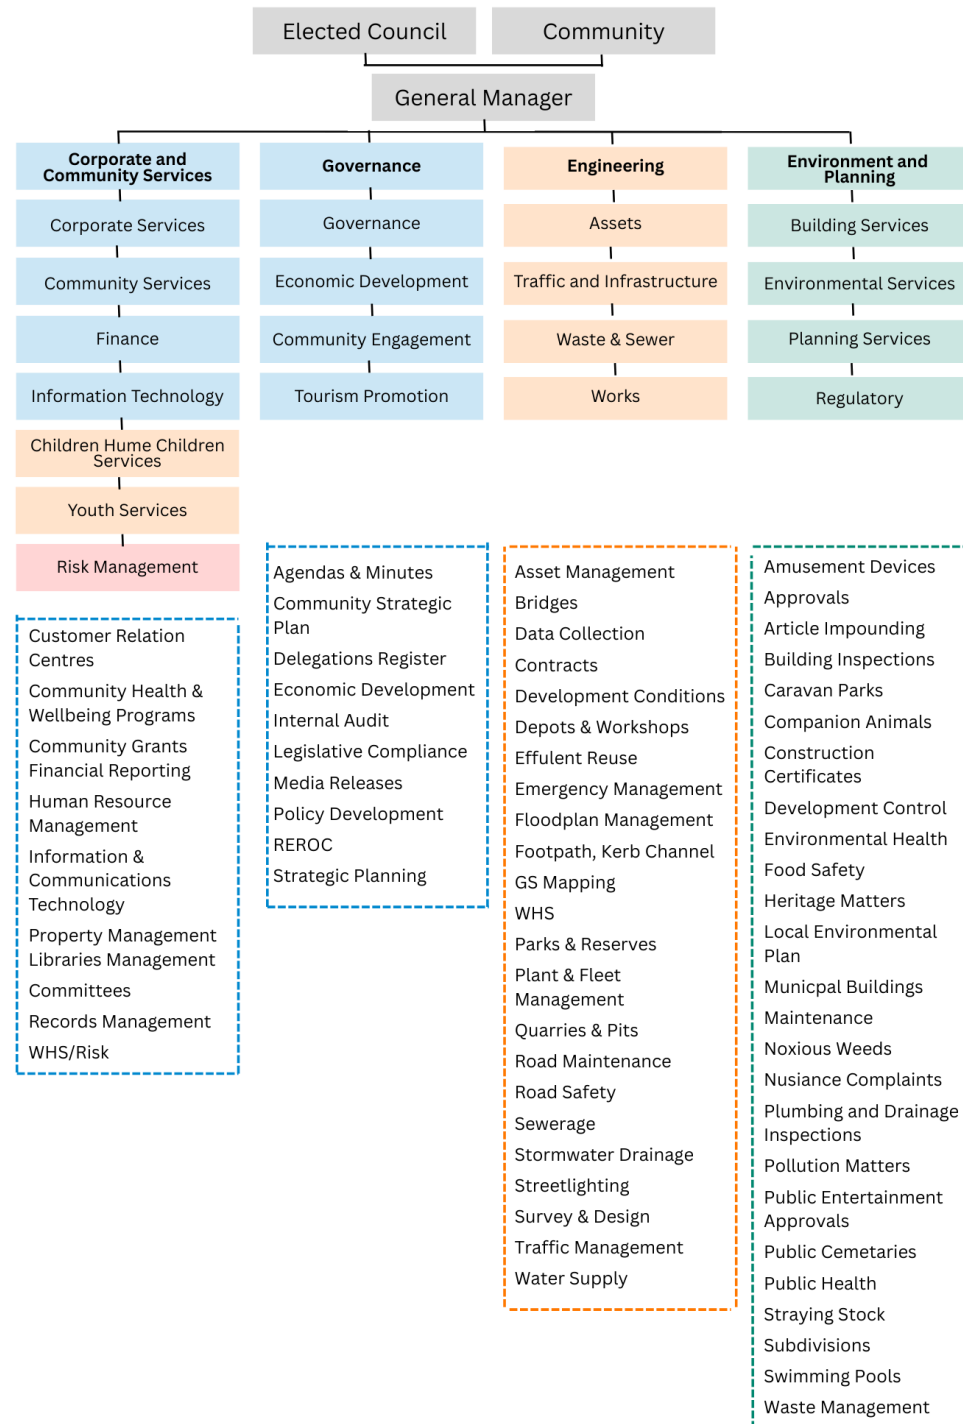 Elected Council
Community
General Manager
Corporate and
Community Services
Corporate Services
Community Services
Finance
Information Technology
Children Hume Children
Services
Youth Services
Risk Management
Customer Relation
Centres
Community Health &
Wellbeing Programs
Community Grants
Financial Reporting
Human Resource
Management
Information &
Communications
Technology
Property Management
Libraries Management
Committees
Records Management
WHS/Risk
Governance
Governance
Economic Development
Community Engagement
Tourism Promotion
Agendas & Minutes
Community Strategic
Plan
Delegations Register
Economic Development
Internal Audit
Legislative Compliance
Media Releases
Policy Development
REROC
Strategic Planning
Engineering
Assets
Traffic and Infrastructure
Waste & Sewer
Works
Asset Management
Bridges
Data Collection
Contracts
Development Conditions
Depots & Workshops
Effulent Reuse
Emergency Management
Floodplan Management
Footpath, Kerb Channel
GS Mapping
WHS
Parks & Reserves
Plant & Fleet
Management
Quarries & Pits
Road Maintenance
Road Safety
Sewerage
Stormwater Drainage
Streetlighting
Survey & Design
Traffic Management
Water Supply
Environment and
Planning
Building Services
Environmental Services
Planning Services
Regulatory
Amusement Devices
Approvals
Article Impounding
Building Inspections
Caravan Parks
Companion Animals
Construction
Certificates
Development Control
Environmental Health
Food Safety
Heritage Matters
Local Environmental
Plan
Municpal Buildings
Maintenance
Noxious Weeds
Nusiance Complaints
Plumbing and Drainage
Inspections
Pollution Matters
Public Entertainment
Approvals
Public Cemetaries
Public Health
Straying Stock
Subdivisions
Swimming Pools
Waste Management